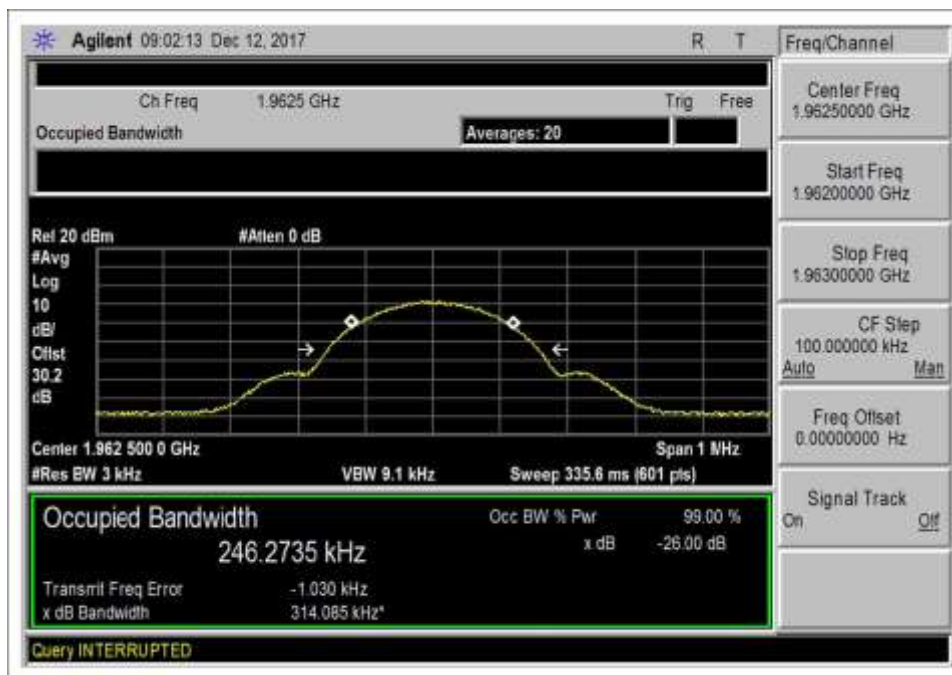 Agilent 09:02:13 Dec 12, 2017 R T
Freq/Channel
Ch Freq 1.9625 GHz Trig Free
Occupied Bandwidth Averages: 20
Center Freq
1.96250000 GHz
Start Freq
1.96200000 GHz
Stop Freq
1.96300000 GHz
CF Step
100.000000 kHz
Auto Man
Freq Offset
0.00000000 Hz
Signal Track
On Off
Ref 20 dBm #Atten 0 dB
#Avg
Log
10
dB/
Offst
30.2
dB
Center 1.962 500 0 GHz Span 1 MHz
#Res BW 3 kHz VBW 9.1 kHz Sweep 335.6 ms (601 pts)
Occupied Bandwidth Occ BW % Pwr 99.00 %
246.2735 kHz x dB -26.00 dB
Transmit Freq Error -1.030 kHz
x dB Bandwidth 314.085 kHz*
Query INTERRUPTED